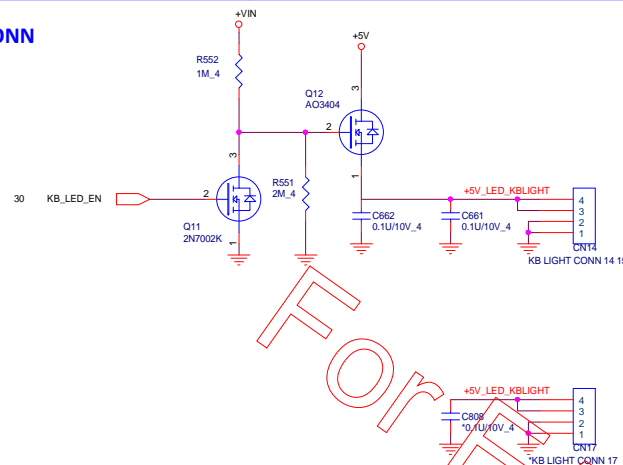 ONN
+VIN
R552
1M_4
+5V
Q12
AO3404
3
2
1
3
2
1
30 KB_LED_EN
Q11
2N7002K
R551
2M_4
C662
0.1U/10V_4
C661
0.1U/10V_4
+5V_LED_KBLIGHT
4
3
2
1
CN14
KB LIGHT CONN 14 15
For
+5V_LED_KBLIGHT
C808
*0.1U/10V_4
4
3
2
1
CN17
*KB LIGHT CONN 17